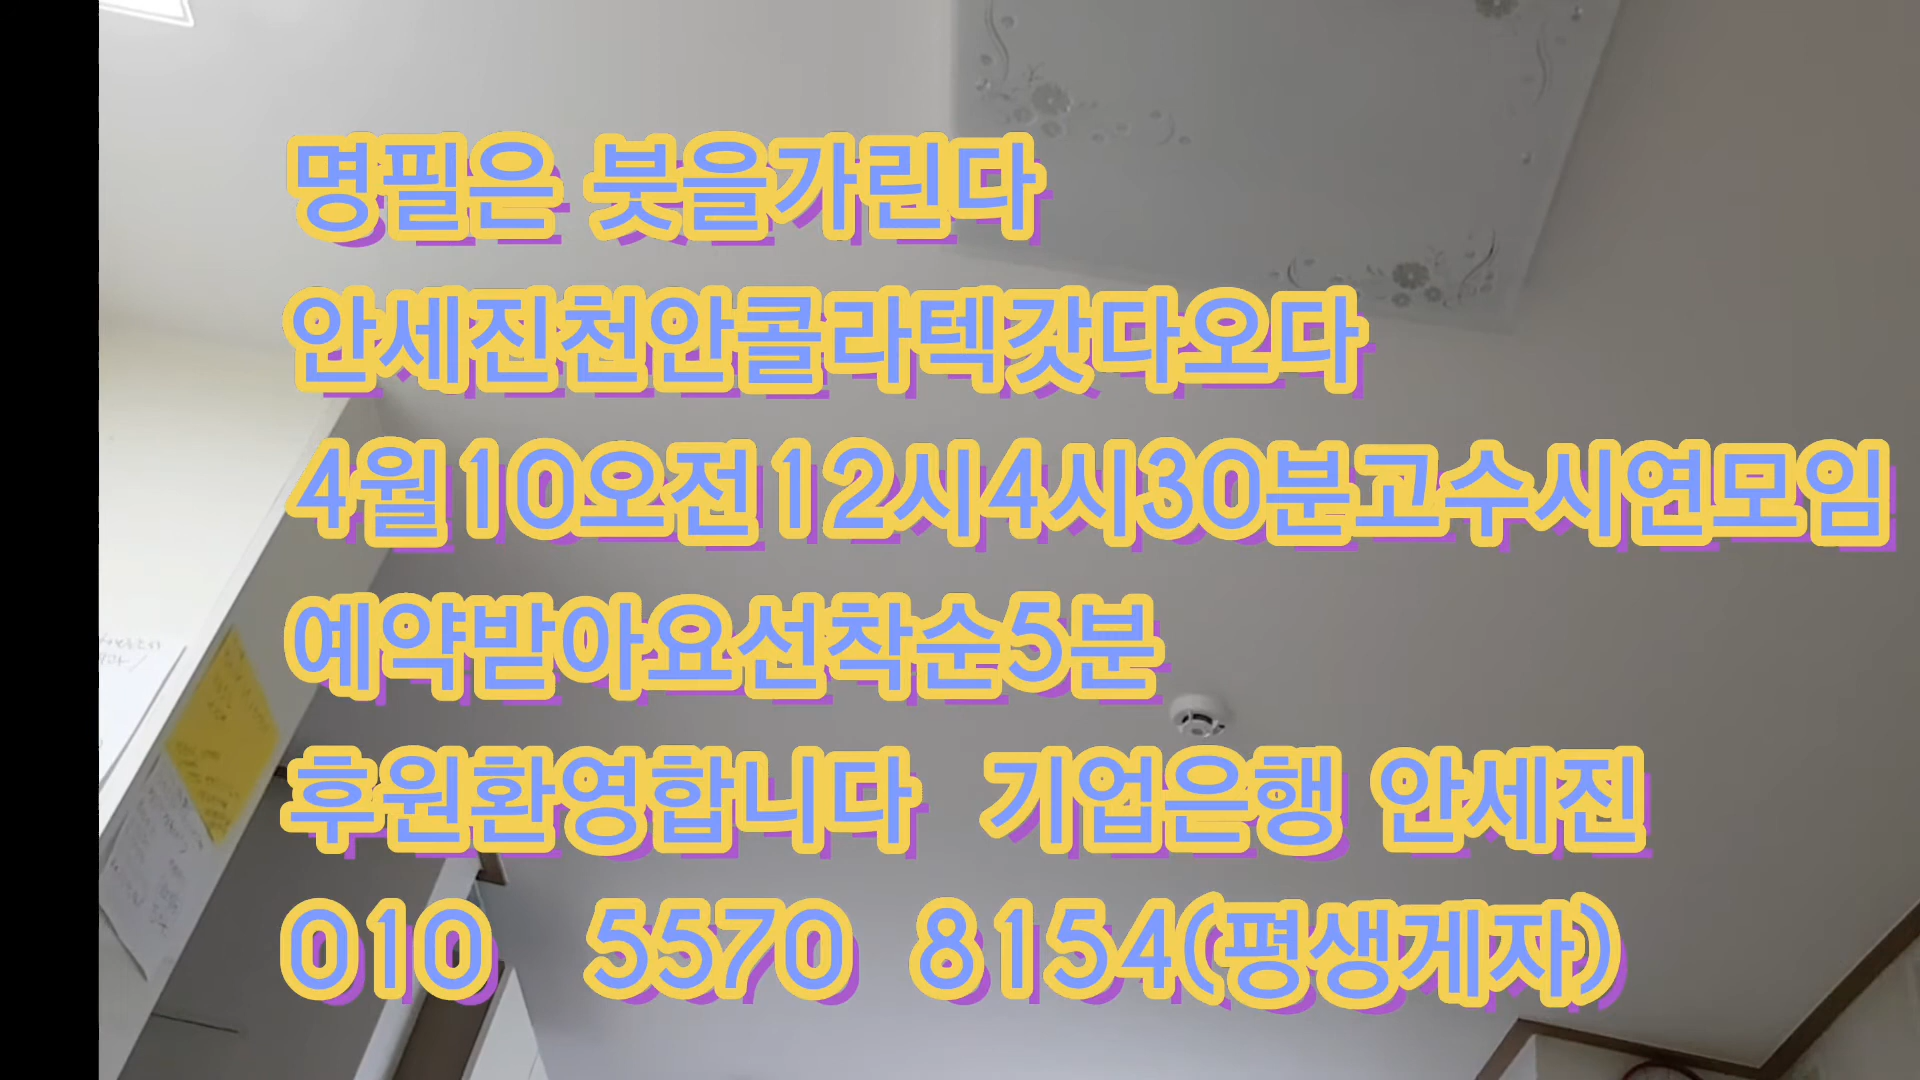 명필은 붓을가린다
안세진천안콜라텍갓다오다
4월10오전12시4시30분고수시연모임
예약받아요선착순5분
후원환영합니다 기업은행 안세진
010 5570 8154(평생게자)